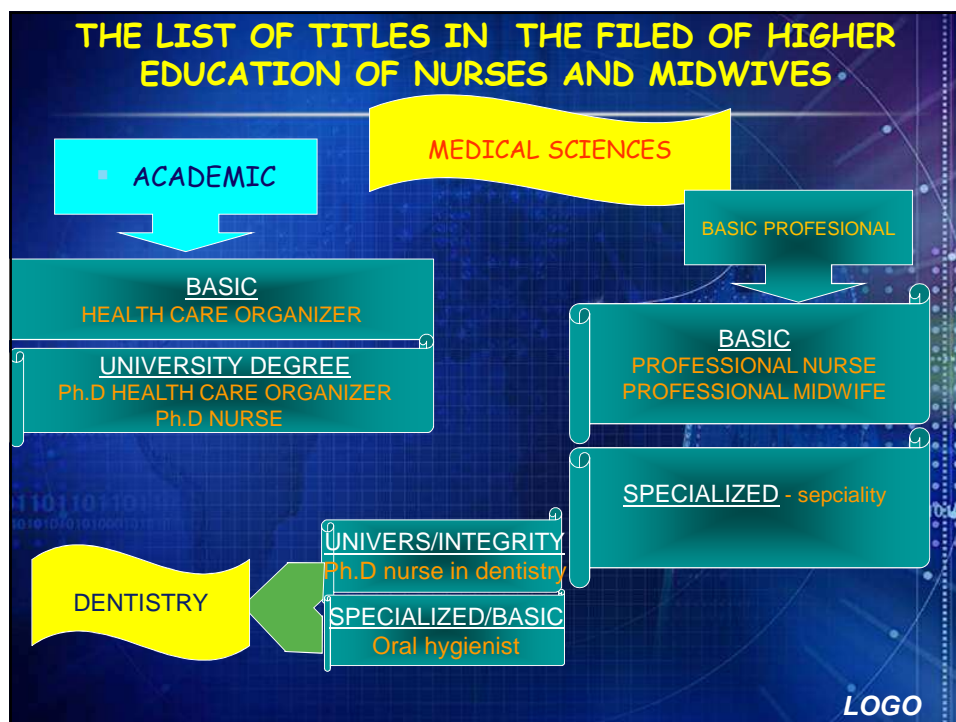 THE LIST OF TITLES IN THE FILED OF HIGHER
EDUCATION OF NURSES AND MIDWIVES
MEDICAL SCIENCES
ACADEMIC
BASIC
HEALTH CARE ORGANIZER
UNIVERSITY DEGREE
Ph.D HEALTH CARE ORGANIZER
Ph.D NURSE
BASIC PROFESIONAL
BASIC
PROFESSIONAL NURSE
PROFESSIONAL MIDWIFE
SPECIALIZED - sepciality
UNIVERS/INTEGRITY
Ph.D nurse in dentistry
SPECIALIZED/BASIC
Oral hygienist
DENTISTRY
LOGO